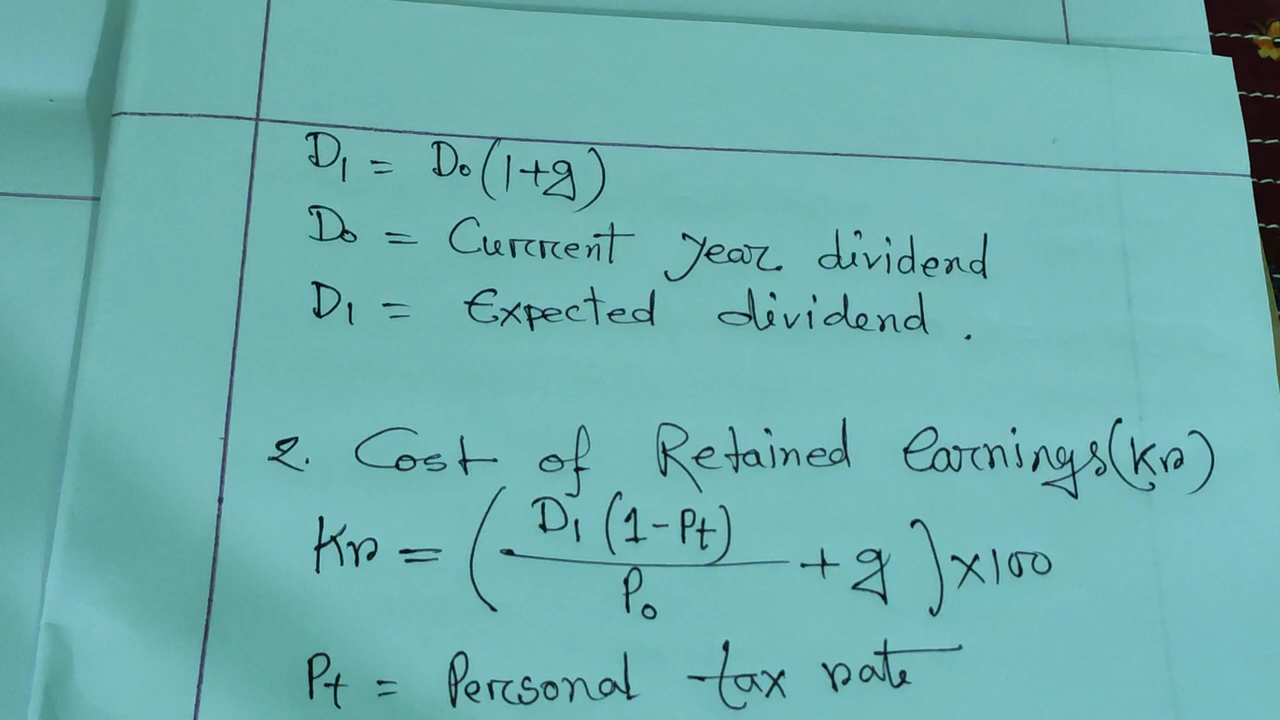 D₁ = D₀(1+g)
D₀ = Current year dividend
D₁ = Expected dividend.
2. Cost of Retained earnings(Kr)
Kr = (D₁(1-Pt)/P₀ + g)×100
Pt = Personal tax rate